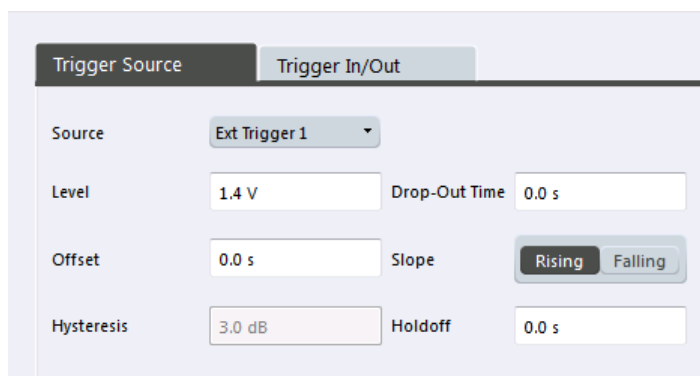 Trigger Source Trigger In/Out
Source Ext Trigger 1
Level 1.4 V Drop-Out Time 0.0 s
Offset 0.0 s Slope Rising Falling
Hysteresis 3.0 dB Holdoff 0.0 s